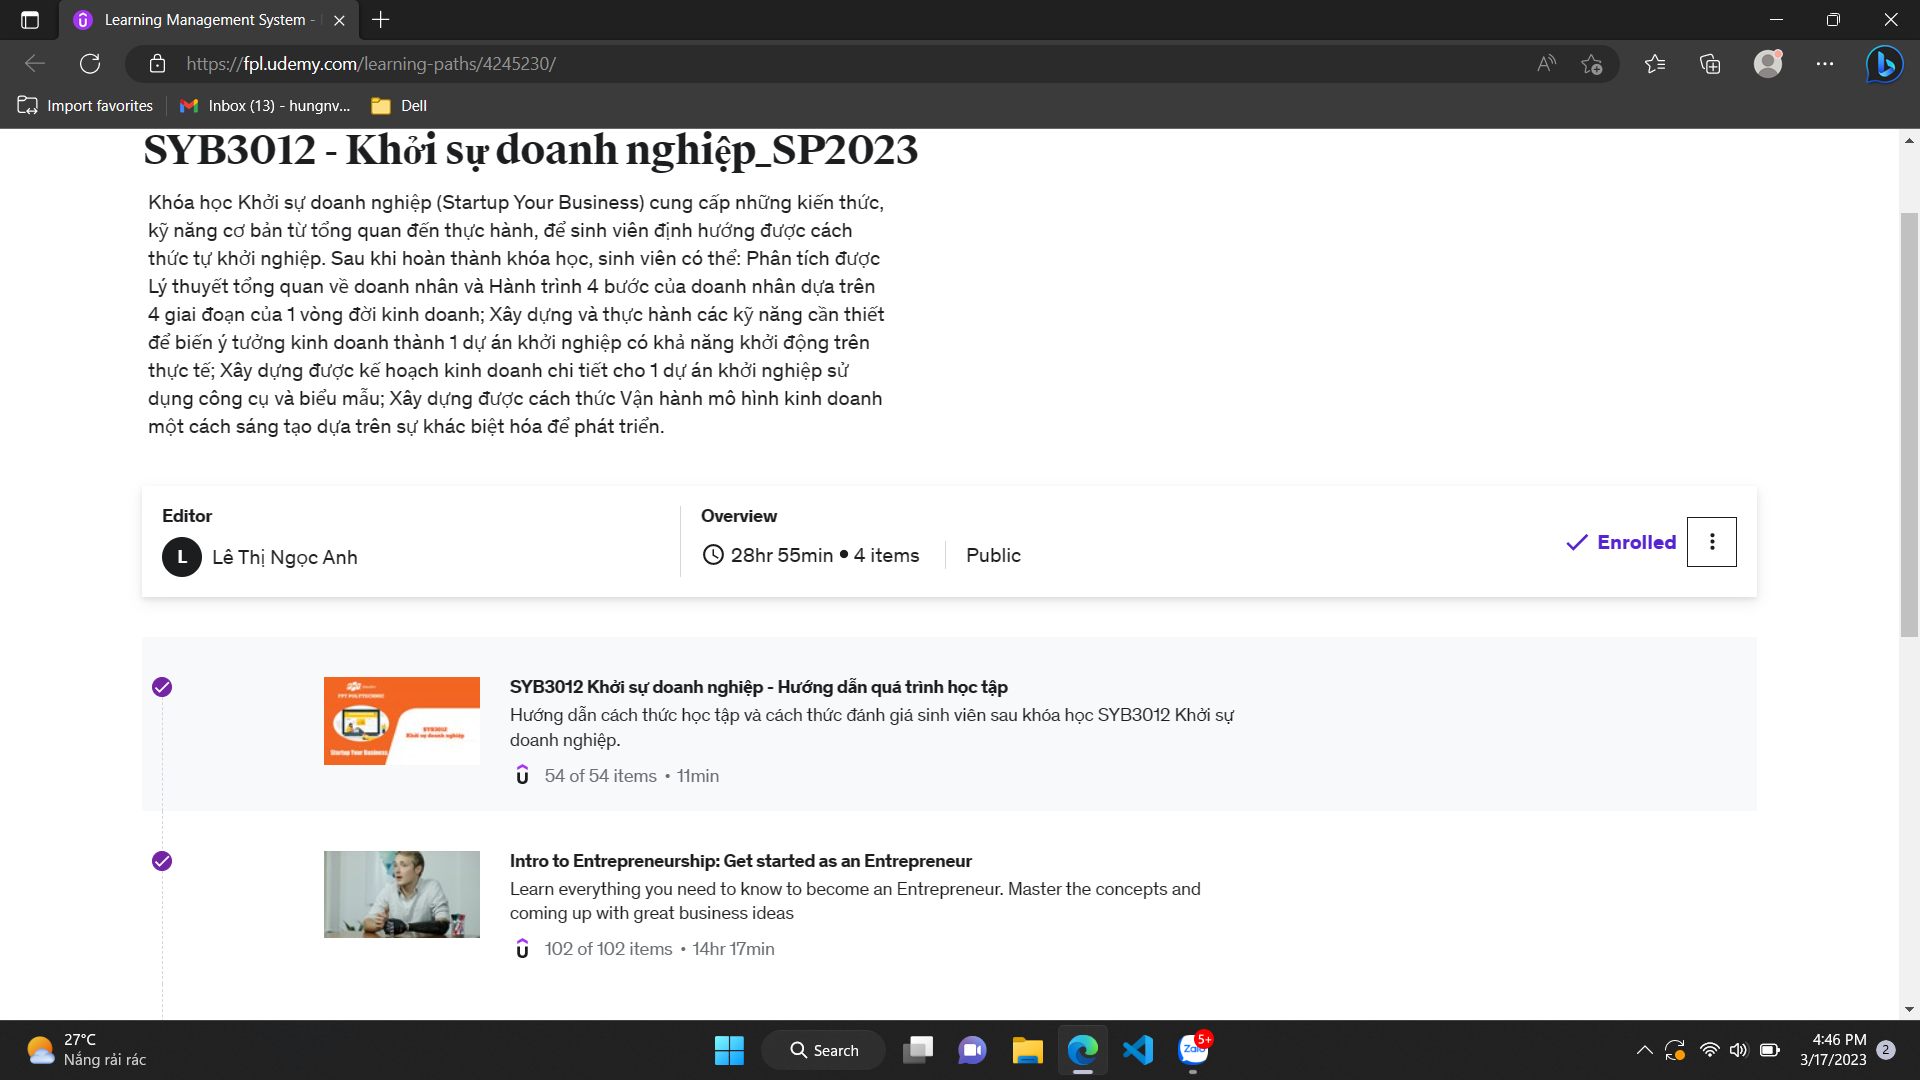 Learning Management System -
https://fpl.udemy.com/learning-paths/4245230/
Import favorites
Inbox (13) - hungnv...
Dell
SYB3012 - Khởi sự doanh nghiệp_SP2023
Khóa học Khởi sự doanh nghiệp (Startup Your Business) cung cấp những kiến thức,
kỹ năng cơ bản từ tổng quan đến thực hành, để sinh viên định hướng được cách
thức tự khởi nghiệp. Sau khi hoàn thành khóa học, sinh viên có thể: Phân tích được
Lý thuyết tổng quan về doanh nhân và Hành trình 4 bước của doanh nhân dựa trên
4 giai đoạn của 1 vòng đời kinh doanh; Xây dựng và thực hành các kỹ năng cần thiết
để biến ý tưởng kinh doanh thành 1 dự án khởi nghiệp có khả năng khởi động trên
thực tế; Xây dựng được kế hoạch kinh doanh chi tiết cho 1 dự án khởi nghiệp sử
dụng công cụ và biểu mẫu; Xây dựng được cách thức Vận hành mô hình kinh doanh
một cách sáng tạo dựa trên sự khác biệt hóa để phát triển.
Editor
L
Lê Thị Ngọc Anh
Overview
28hr 55min • 4 items
Public
Enrolled
FPT POLYTECHNIC
SYB3012
Khởi sự doanh nghiệp
Startup Your Business
SYB3012 Khởi sự doanh nghiệp - Hướng dẫn quá trình học tập
Hướng dẫn cách thức học tập và cách thức đánh giá sinh viên sau khóa học SYB3012 Khởi sự
doanh nghiệp.
54 of 54 items • 11min
Intro to Entrepreneurship: Get started as an Entrepreneur
Learn everything you need to know to become an Entrepreneur. Master the concepts and
coming up with great business ideas
102 of 102 items • 14hr 17min
27°C
Nắng rải rác
Search
Zalo
5+
4:46 PM
3/17/2023
2